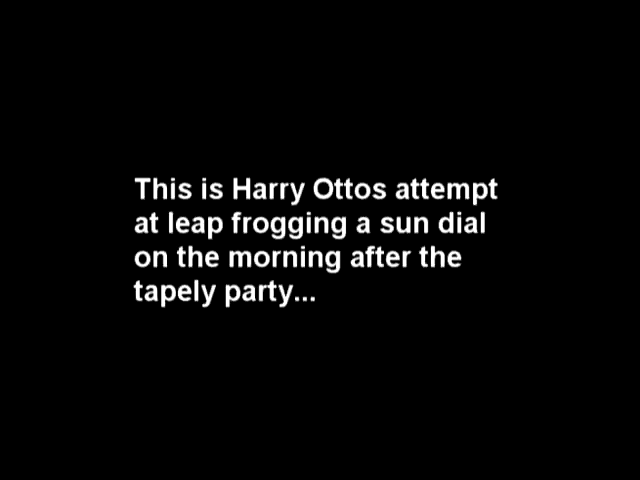 This is Harry Ottos attempt
at leap frogging a sun dial
on the morning after the
tapely party...